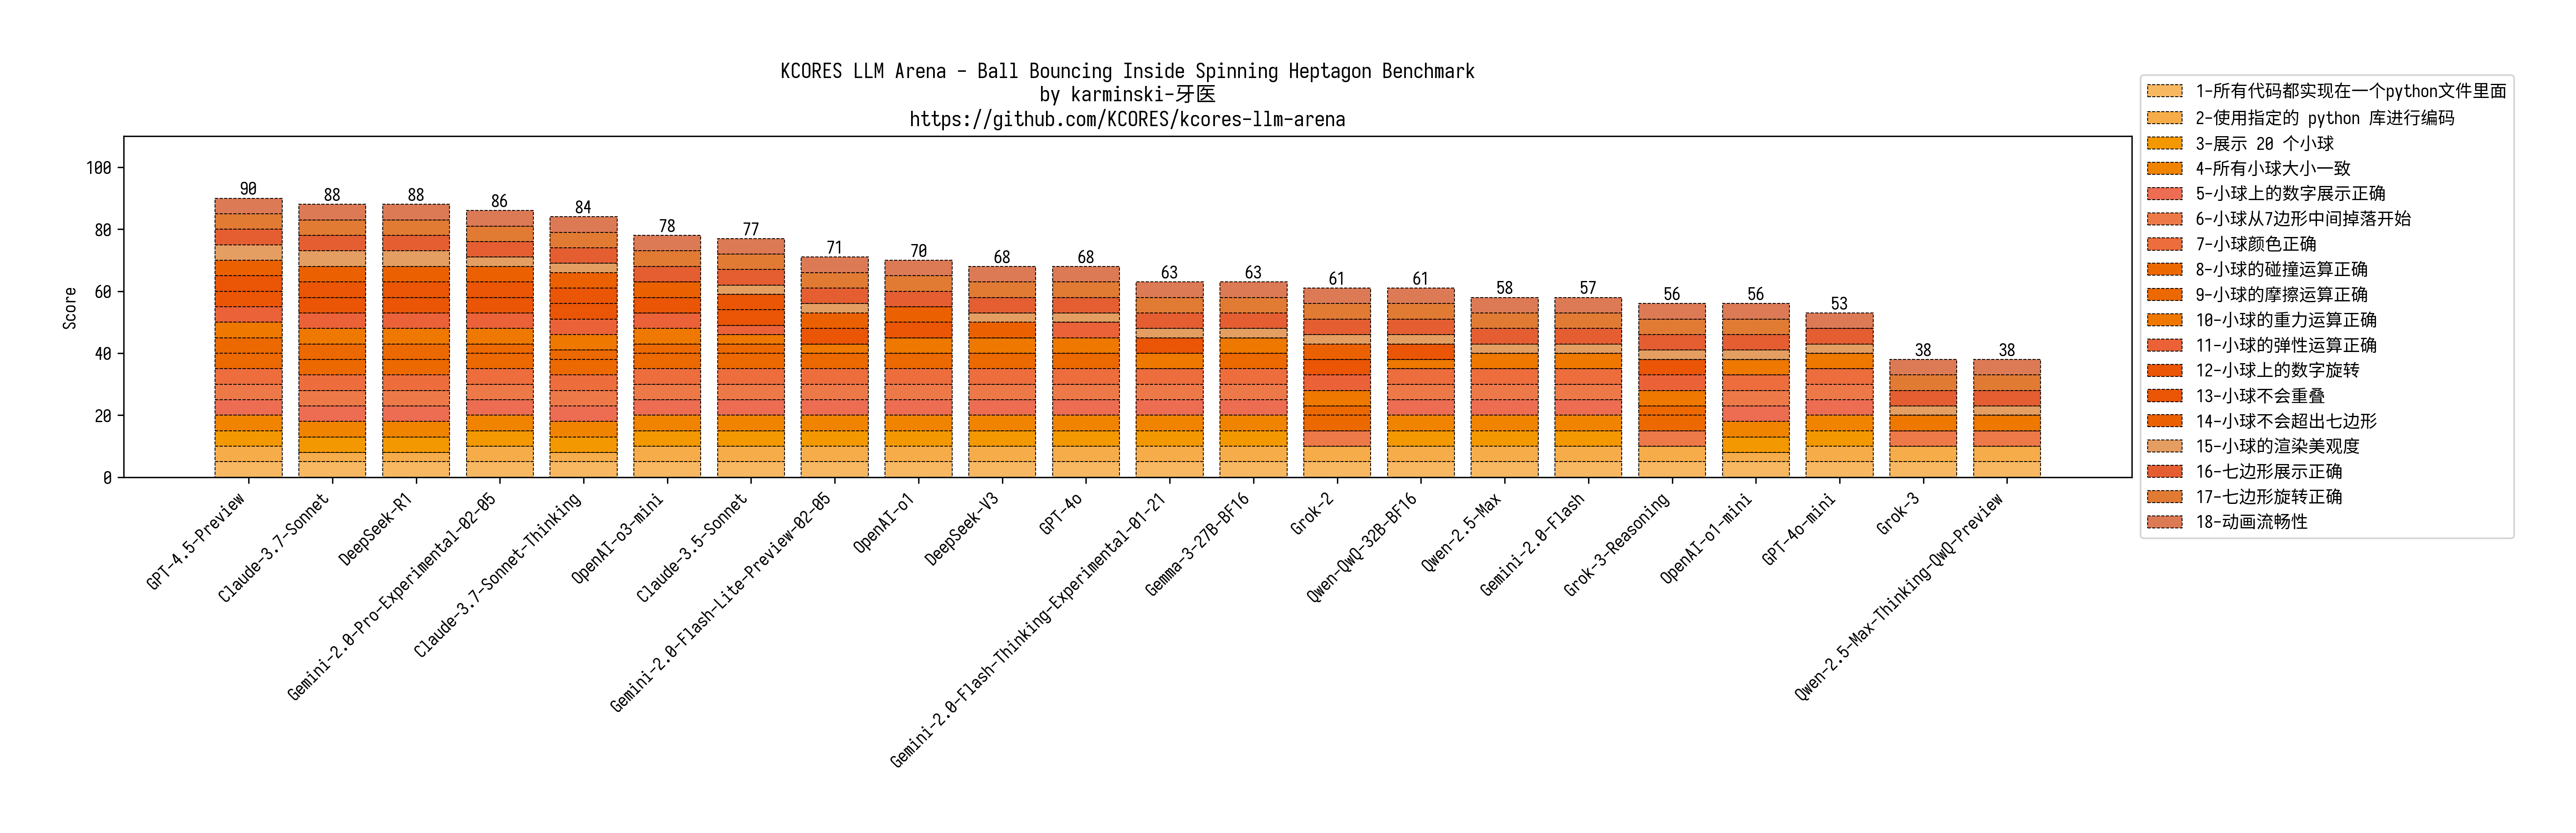 KCORES LLM Arena - Ball Bouncing Inside Spinning Heptagon Benchmark
by karminski-牙医
https://github.com/KCORES/kcores-llm-arena
Score
100
80
60
40
20
0
90
88
88
86
84
78
77
71
70
68
68
63
63
61
61
58
57
56
56
53
38
38
GPT-4.5-Preview
Claude-3.7-Sonnet
DeepSeek-R1
Gemini-2.0-Pro-Experimental-02-05
Claude-3.7-Sonnet-Thinking
OpenAI-o3-mini
Claude-3.5-Sonnet
Gemini-2.0-Flash-Lite-Preview-02-05
OpenAI-o1
DeepSeek-V3
GPT-4o
Gemini-2.0-Flash-Thinking-Experimental-01-21
Gemma-3-27B-BF16
Grok-2
Qwen-QwQ-32B-BF16
Qwen-2.5-Max
Gemini-2.0-Flash
Grok-3-Reasoning
OpenAI-o1-mini
GPT-4o-mini
Grok-3
Qwen-2.5-Max-Thinking-QwQ-Preview
1-所有代码都实现在一个python文件里面
2-使用指定的 python 库进行编码
3-展示 20 个小球
4-所有小球大小一致
5-小球上的数字展示正确
6-小球从7边形中间掉落开始
7-小球颜色正确
8-小球的碰撞运算正确
9-小球的摩擦运算正确
10-小球的重力运算正确
11-小球的弹性运算正确
12-小球上的数字旋转
13-小球不会重叠
14-小球不会超出七边形
15-小球的渲染美观度
16-七边形展示正确
17-七边形旋转正确
18-动画流畅性